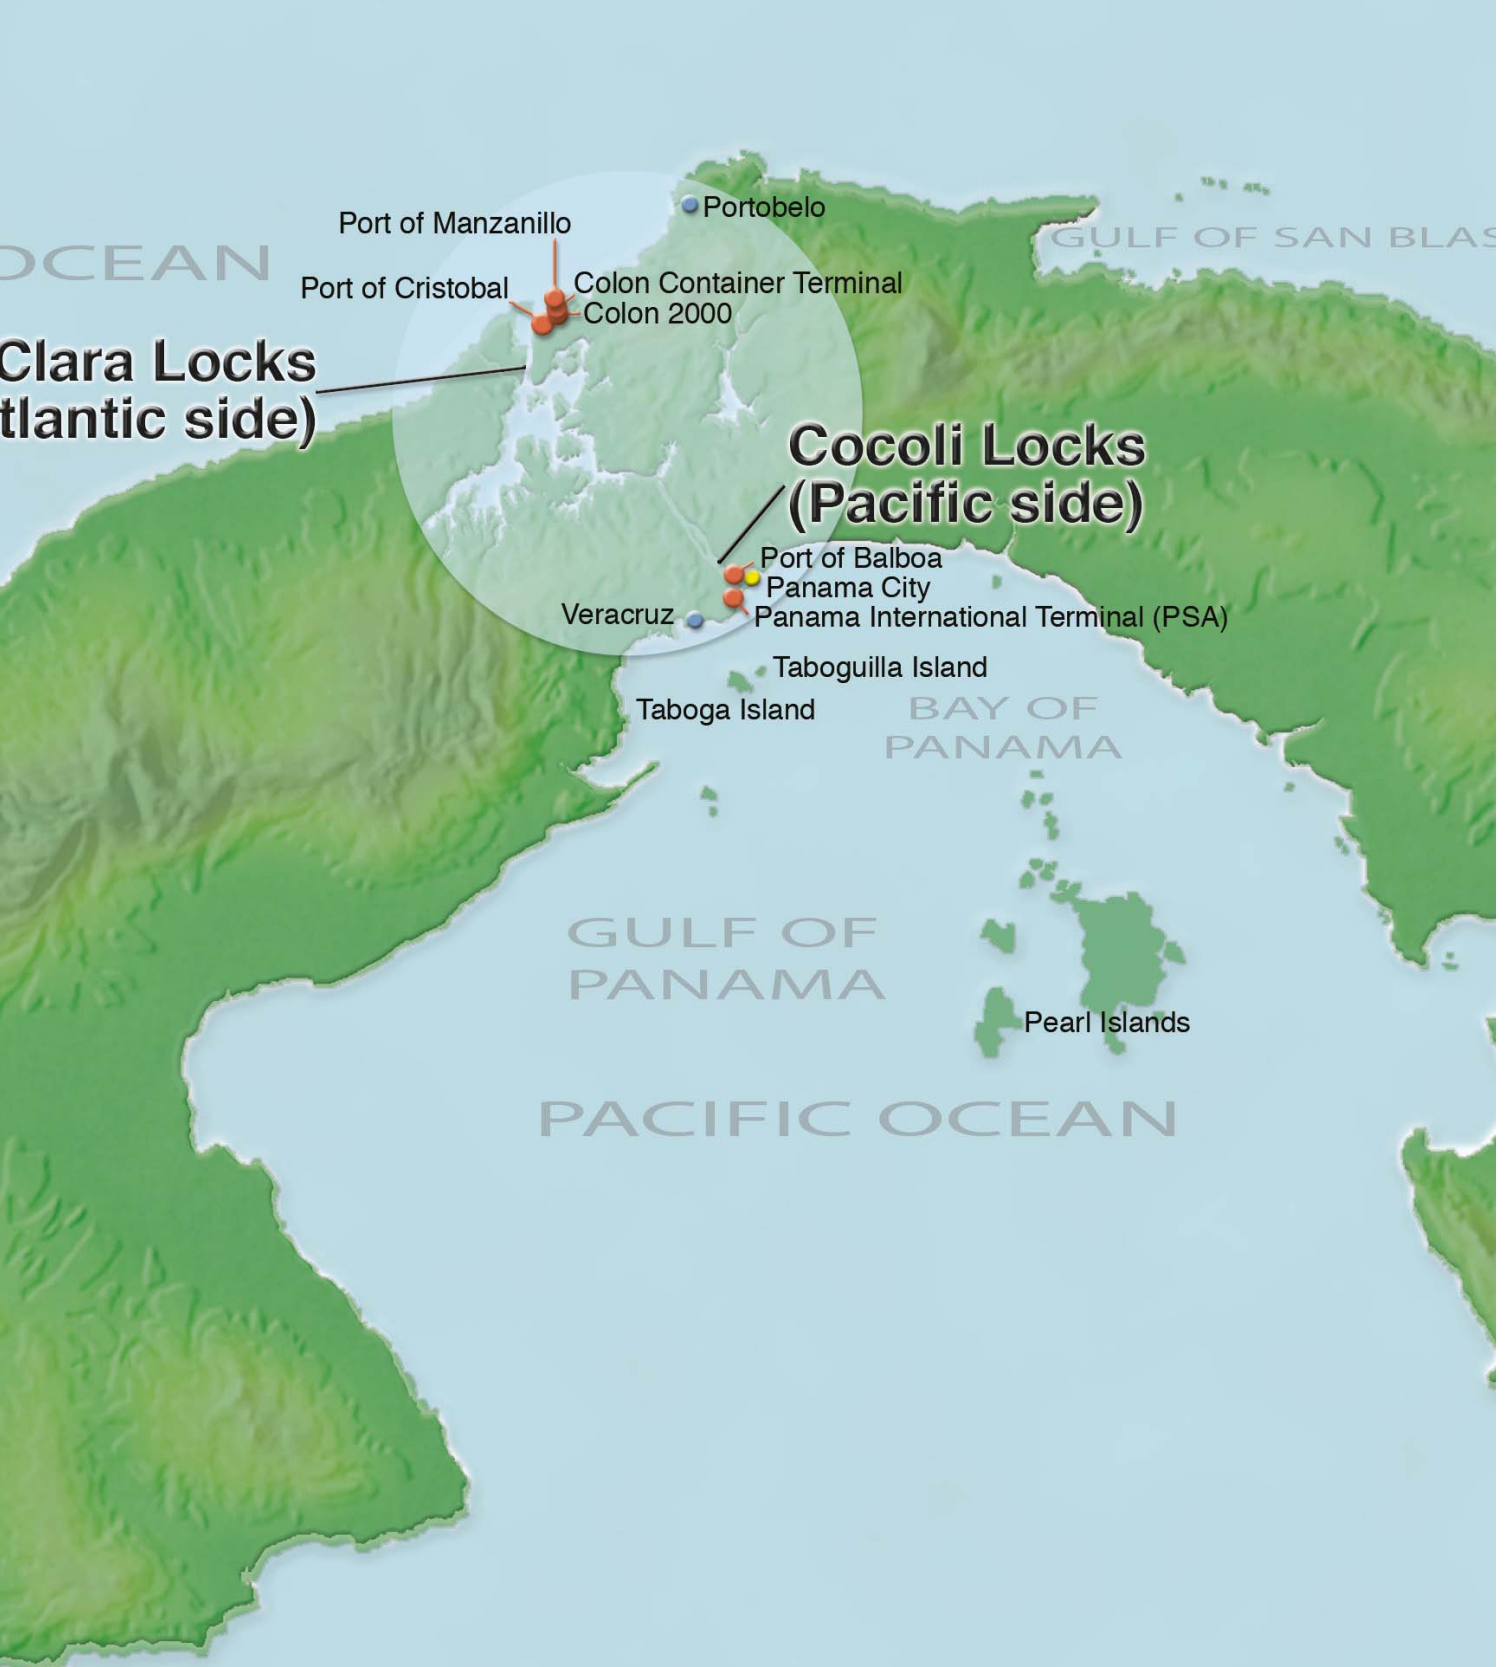 Portobelo
Port of Manzanillo
OCEAN
GULF OF SAN BLAS
Port of Cristobal
Colon Container Terminal
Colon 2000
Clara Locks
tlantic side)
Cocoli Locks
(Pacific side)
Port of Balboa
Panama City
Veracruz
Panama International Terminal (PSA)
Taboguilla Island
Taboga Island
BAY OF
PANAMA
GULF OF
PANAMA
Pearl Islands
PACIFIC OCEAN